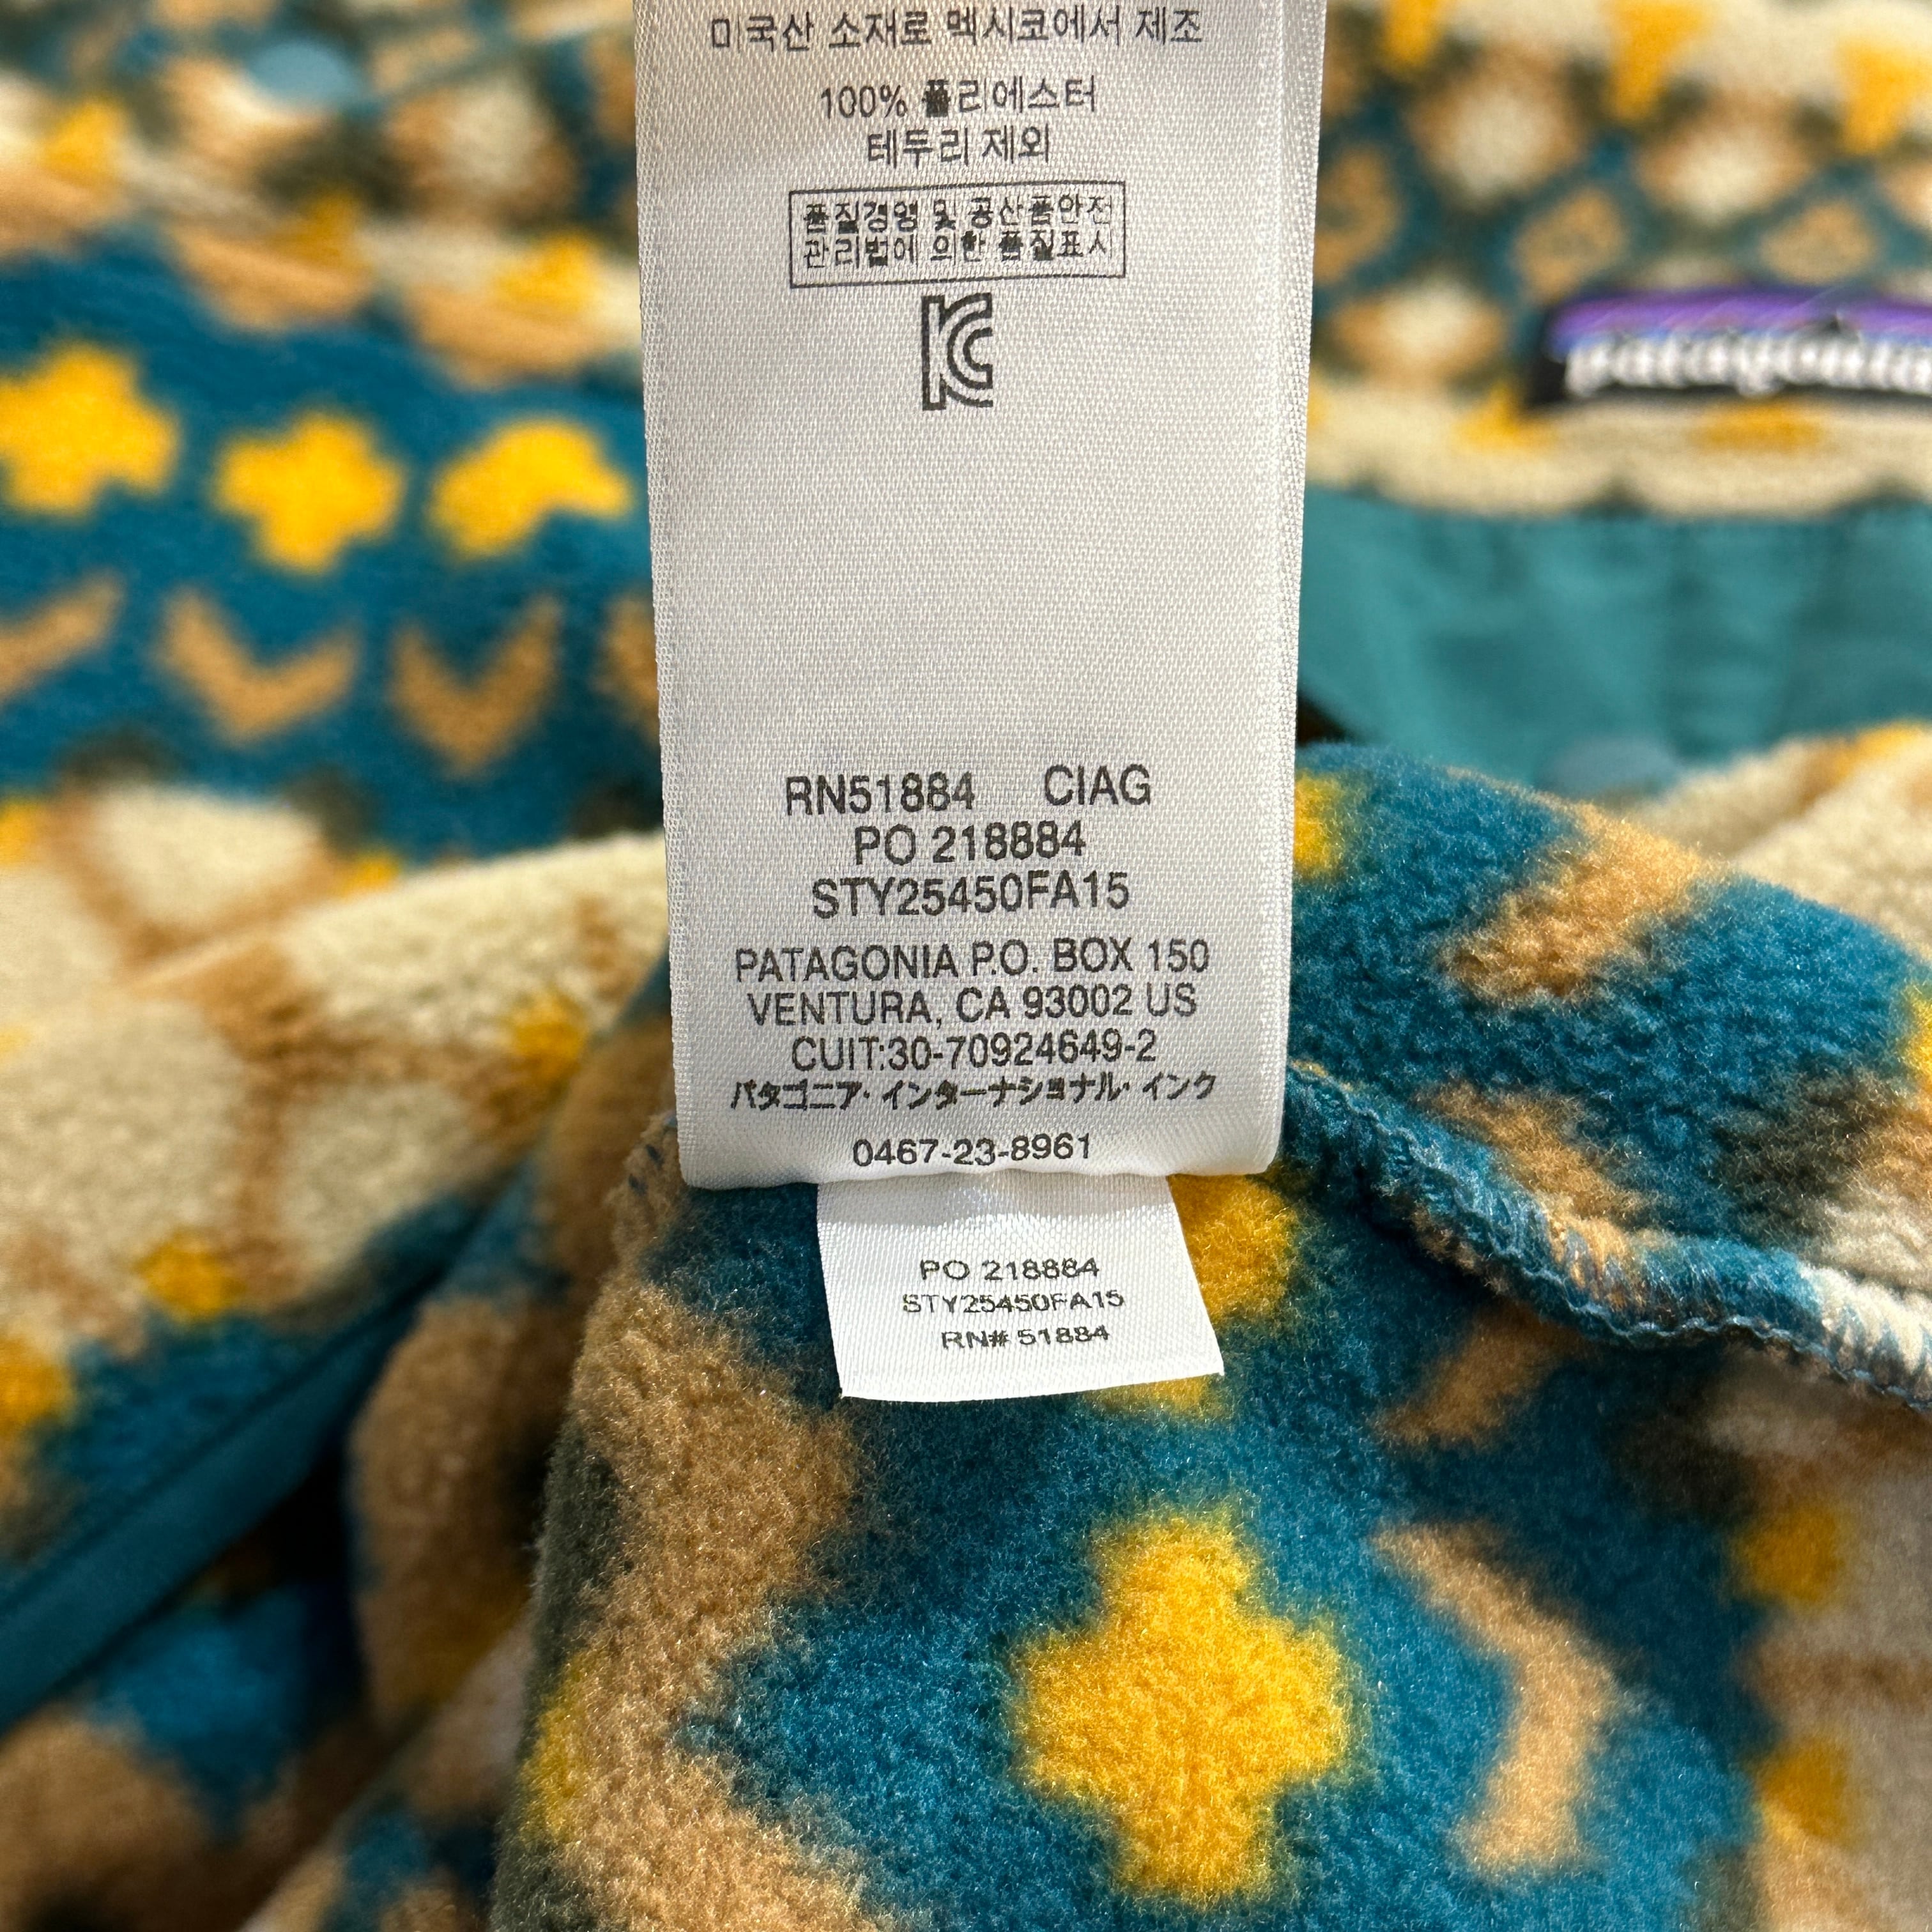 미국산 소재로 멕시코에서 제조
100% 폴리에스터
테두리 제외
품질경영 및 공산품안전
관리법에 의한 품질표시
KC
patagonia
RN51884 CIAG
PO 218884
STY25450FA15
PATAGONIA P.O. BOX 150
VENTURA, CA 93002 US
CUIT:30-70924649-2
パタゴニア・インターナショナル・インク
0467-23-8961
PO 218884
STY25450FA15
RN# 51884